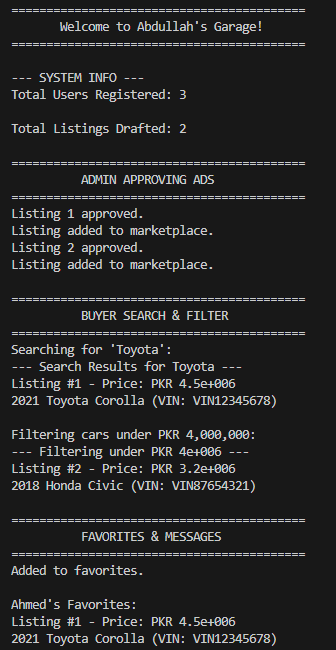 ==========================================
Welcome to Abdullah's Garage!
==========================================
--- SYSTEM INFO ---
Total Users Registered: 3
Total Listings Drafted: 2
==========================================
ADMIN APPROVING ADS
==========================================
Listing 1 approved.
Listing added to marketplace.
Listing 2 approved.
Listing added to marketplace.
==========================================
BUYER SEARCH & FILTER
==========================================
Searching for 'Toyota':
--- Search Results for Toyota ---
Listing #1 - Price: PKR 4.5e+006
2021 Toyota Corolla (VIN: VIN12345678)
Filtering cars under PKR 4,000,000:
--- Filtering under PKR 4e+006 ---
Listing #2 - Price: PKR 3.2e+006
2018 Honda Civic (VIN: VIN87654321)
==========================================
FAVORITES & MESSAGES
==========================================
Added to favorites.
Ahmed's Favorites:
Listing #1 - Price: PKR 4.5e+006
2021 Toyota Corolla (VIN: VIN12345678)